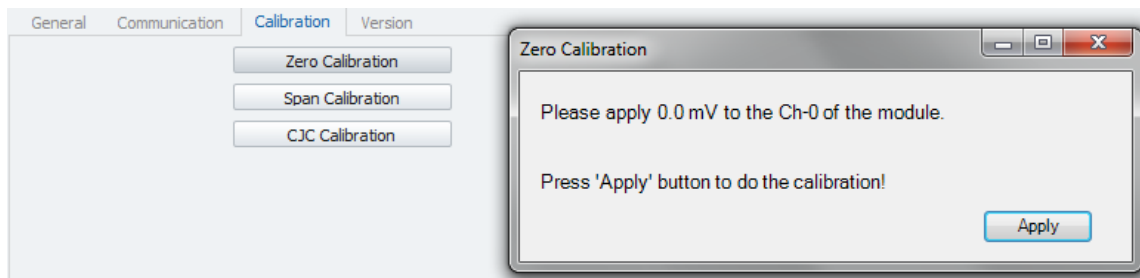 General Communication Calibration Version
Zero Calibration
Span Calibration
CJC Calibration
Zero Calibration
Please apply 0.0 mV to the Ch-0 of the module.
Press 'Apply' button to do the calibration!
Apply